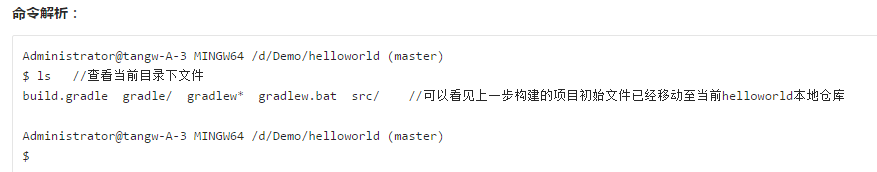 命令解析：
Administrator@tangw-A-3 MINGW64 /d/Demo/helloworld (master)
$ ls   //查看当前目录下文件
build.gradle  gradle/  gradlew*  gradlew.bat  src/    //可以看见上一步构建的项目初始文件已经移动至当前helloworld本地仓库
Administrator@tangw-A-3 MINGW64 /d/Demo/helloworld (master)
$